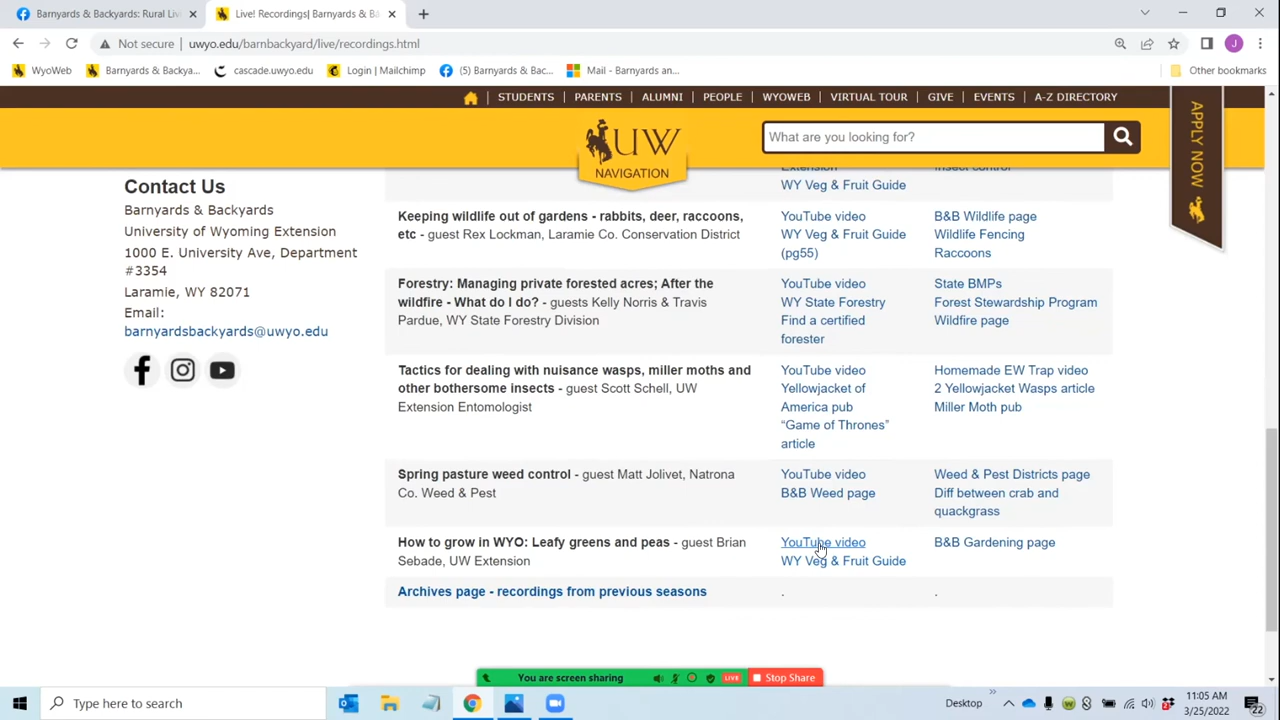 Barnyards & Backyards: Rural Liv
Live! Recordings| Barnyards & Ba
Not secure uwyo.edu/barnbackyard/live/recordings.html
J
WyoWeb
Barnyards & Backya...
cascade.uwyo.edu
Login | Mailchimp
(5) Barnyards & Bac...
Mail - Barnyards an...
Other bookmarks
STUDENTS PARENTS ALUMNI PEOPLE WYOWEB VIRTUAL TOUR GIVE EVENTS A-Z DIRECTORY
UW
NAVIGATION
What are you looking for?
APPLY NOW
Contact Us
Barnyards & Backyards
University of Wyoming Extension
1000 E. University Ave, Department
#3354
Laramie, WY 82071
Email:
barnyardsbackyards@uwyo.edu
Extension
WY Veg & Fruit Guide
Insect control
Keeping wildlife out of gardens - rabbits, deer, raccoons,
etc - guest Rex Lockman, Laramie Co. Conservation District
YouTube video
WY Veg & Fruit Guide
(pg55)
B&B Wildlife page
Wildlife Fencing
Raccoons
Forestry: Managing private forested acres; After the
wildfire - What do I do? - guests Kelly Norris & Travis
Pardue, WY State Forestry Division
YouTube video
WY State Forestry
Find a certified
forester
State BMPs
Forest Stewardship Program
Wildfire page
Tactics for dealing with nuisance wasps, miller moths and
other bothersome insects - guest Scott Schell, UW
Extension Entomologist
YouTube video
Yellowjacket of
America pub
“Game of Thrones”
article
Homemade EW Trap video
2 Yellowjacket Wasps article
Miller Moth pub
Spring pasture weed control - guest Matt Jolivet, Natrona
Co. Weed & Pest
YouTube video
B&B Weed page
Weed & Pest Districts page
Diff between crab and
quackgrass
How to grow in WYO: Leafy greens and peas - guest Brian
Sebade, UW Extension
YouTube video
WY Veg & Fruit Guide
B&B Gardening page
Archives page - recordings from previous seasons
.
.
You are screen sharing
LIVE
Stop Share
Type here to search
Desktop
11:05 AM
3/25/2022
22